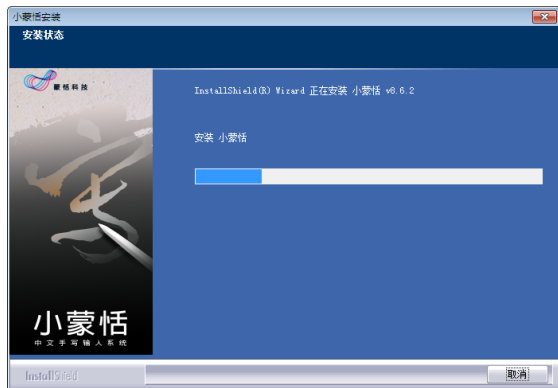 小蒙恬安装
安装状态
蒙恬科技
InstallShield(R) Wizard 正在安装 小蒙恬 v8.6.2
安装 小蒙恬
小蒙恬
中文手写输入系统
InstallShield
取消